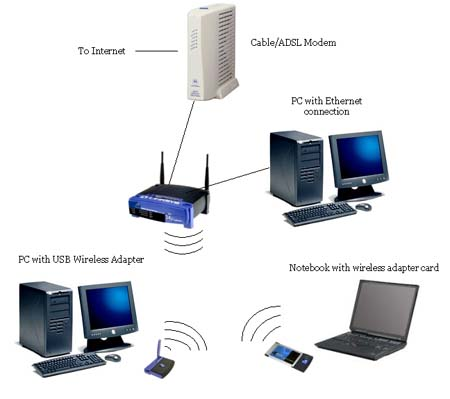 To Internet
Cable/ADSL Modem
PC with Ethernet
connection
PC with USB Wireless Adapter
Notebook with wireless adapter card